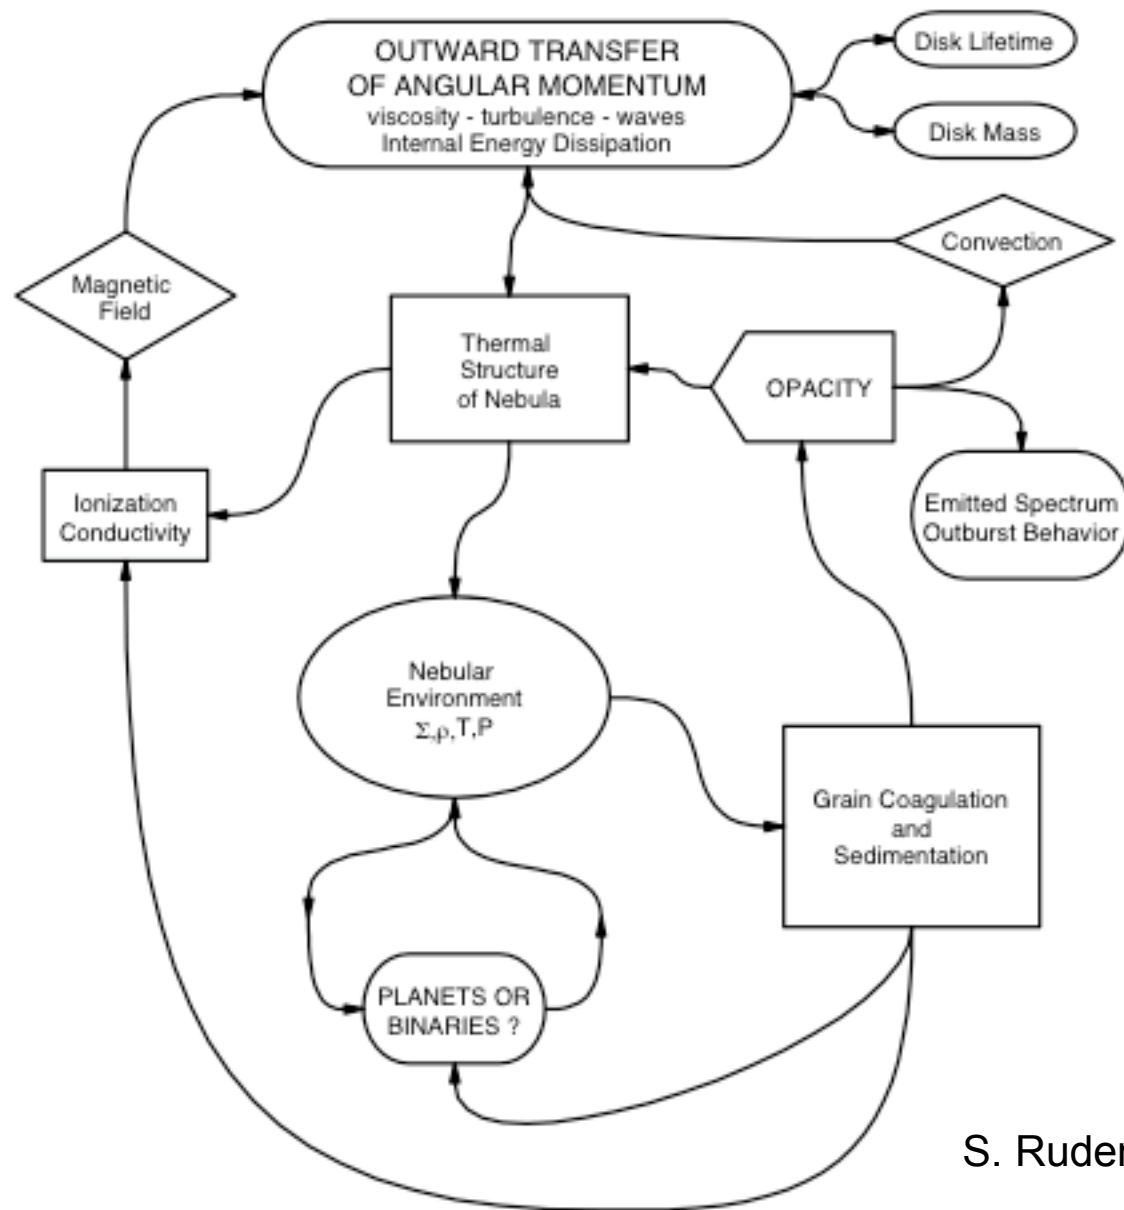 OUTWARD TRANSFER
OF ANGULAR MOMENTUM
viscosity - turbulence - waves
Internal Energy Dissipation
Disk Lifetime
Disk Mass
Convection
Magnetic
Field
Thermal
Structure
of Nebula
OPACITY
Ionization
Conductivity
Emitted Spectrum
Outburst Behavior
Nebular
Environment
Σ,ρ,T,P
Grain Coagulation
and
Sedimentation
PLANETS OR
BINARIES ?
S. Ruden